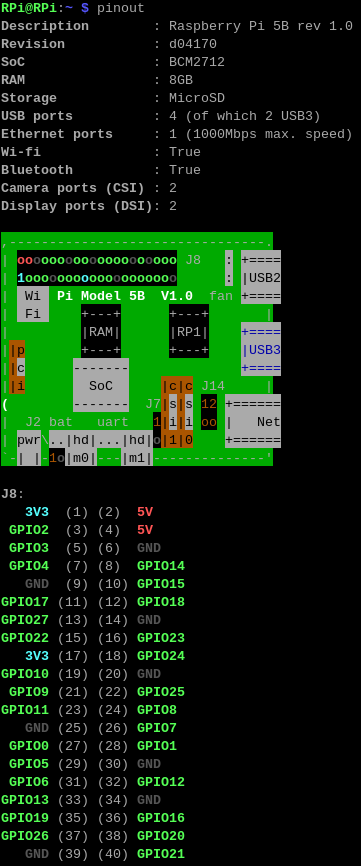 RPi@RPi:~ $ pinout
Description         : Raspberry Pi 5B rev 1.0
Revision            : d04170
SoC                 : BCM2712
RAM                 : 8GB
Storage             : MicroSD
USB ports           : 4 (of which 2 USB3)
Ethernet ports      : 1 (1000Mbps max. speed)
Wi-fi               : True
Bluetooth           : True
Camera ports (CSI)  : 2
Display ports (DSI): 2
,--------------------------------.
| oooooooooooooooooooo J8   : +====
| 1ooooooooooooooooooo      : |USB2
|  Wi  Pi Model 5B  V1.0  fan +====
|  Fi     +---+      +---+       |
|         |RAM|      |RP1|    +====
||p       +---+      +---+    |USB3
||c      -------              +====
||i        SoC      |c|c J14     |
(        -------  J7|s|s 12 +======
|  J2 bat   uart   1|i|i oo |   Net
| pwr\..|hd|...|hd|o|1|0    +======
`-| |-1o|m0|---|m1|--------------'
J8:
   3V3  (1) (2)  5V
 GPIO2  (3) (4)  5V
 GPIO3  (5) (6)  GND
 GPIO4  (7) (8)  GPIO14
   GND  (9) (10) GPIO15
GPIO17 (11) (12) GPIO18
GPIO27 (13) (14) GND
GPIO22 (15) (16) GPIO23
   3V3 (17) (18) GPIO24
GPIO10 (19) (20) GND
 GPIO9 (21) (22) GPIO25
GPIO11 (23) (24) GPIO8
   GND (25) (26) GPIO7
 GPIO0 (27) (28) GPIO1
 GPIO5 (29) (30) GND
 GPIO6 (31) (32) GPIO12
GPIO13 (33) (34) GND
GPIO19 (35) (36) GPIO16
GPIO26 (37) (38) GPIO20
   GND (39) (40) GPIO21